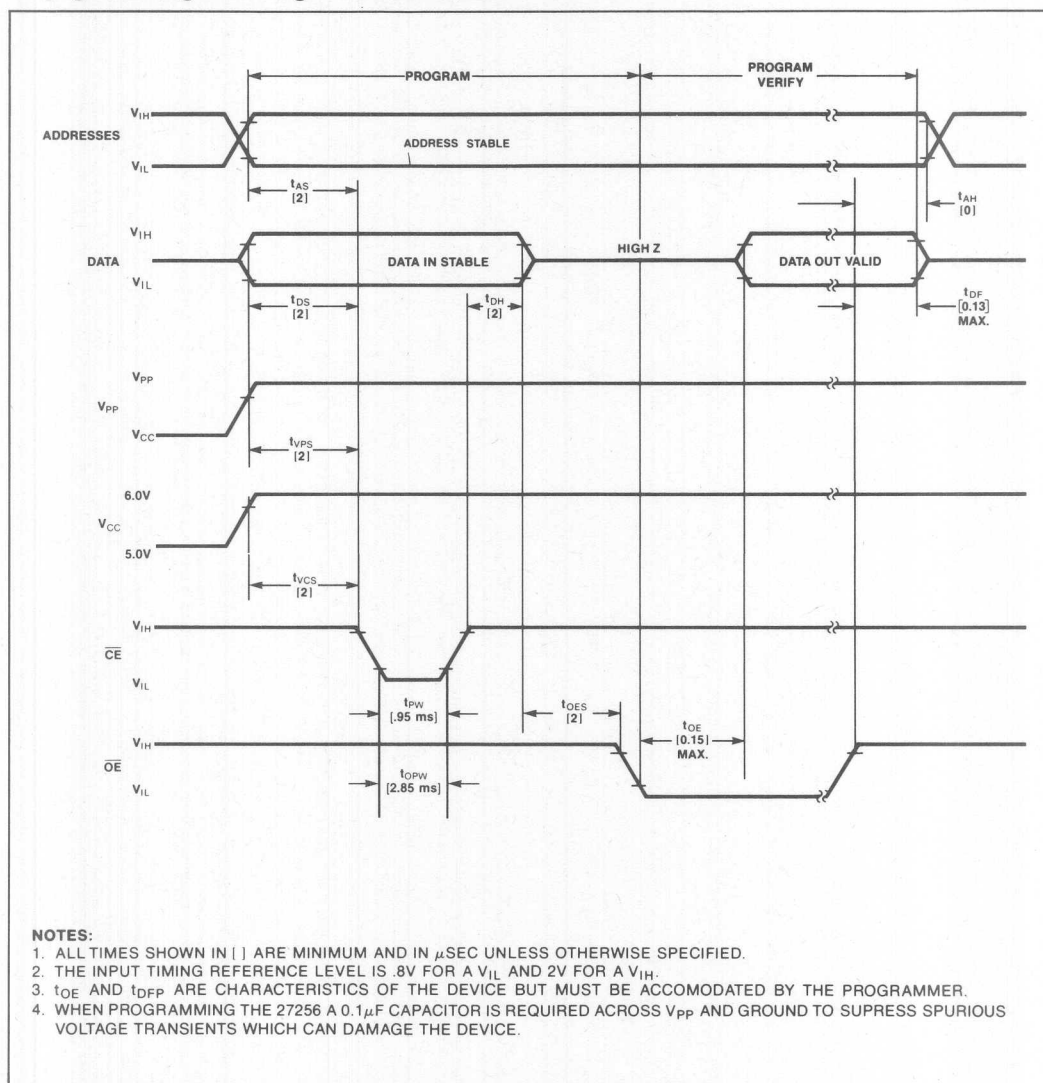 PROGRAM
PROGRAM
VERIFY
ADDRESSES
VIH
VIL
ADDRESS STABLE
tAS
[2]
tAH
[0]
DATA
VIH
VIL
DATA IN STABLE
HIGH Z
DATA OUT VALID
tDS
[2]
tDH
[2]
tDF
[0.13]
MAX.
VPP
VPP
VCC
tVPS
[2]
6.0V
VCC
5.0V
tVCS
[2]
VIH
CE
VIL
tPW
[.95 ms]
tOES
[2]
tOE
[0.15]
MAX.
VIH
OE
VIL
tOPW
[2.85 ms]
NOTES:
1. ALL TIMES SHOWN IN [ ] ARE MINIMUM AND IN μSEC UNLESS OTHERWISE SPECIFIED.
2. THE INPUT TIMING REFERENCE LEVEL IS .8V FOR A VIL AND 2V FOR A VIH.
3. tOE AND tDFP ARE CHARACTERISTICS OF THE DEVICE BUT MUST BE ACCOMODATED BY THE PROGRAMMER.
4. WHEN PROGRAMMING THE 27256 A 0.1μF CAPACITOR IS REQUIRED ACROSS VPP AND GROUND TO SUPRESS SPURIOUS
VOLTAGE TRANSIENTS WHICH CAN DAMAGE THE DEVICE.